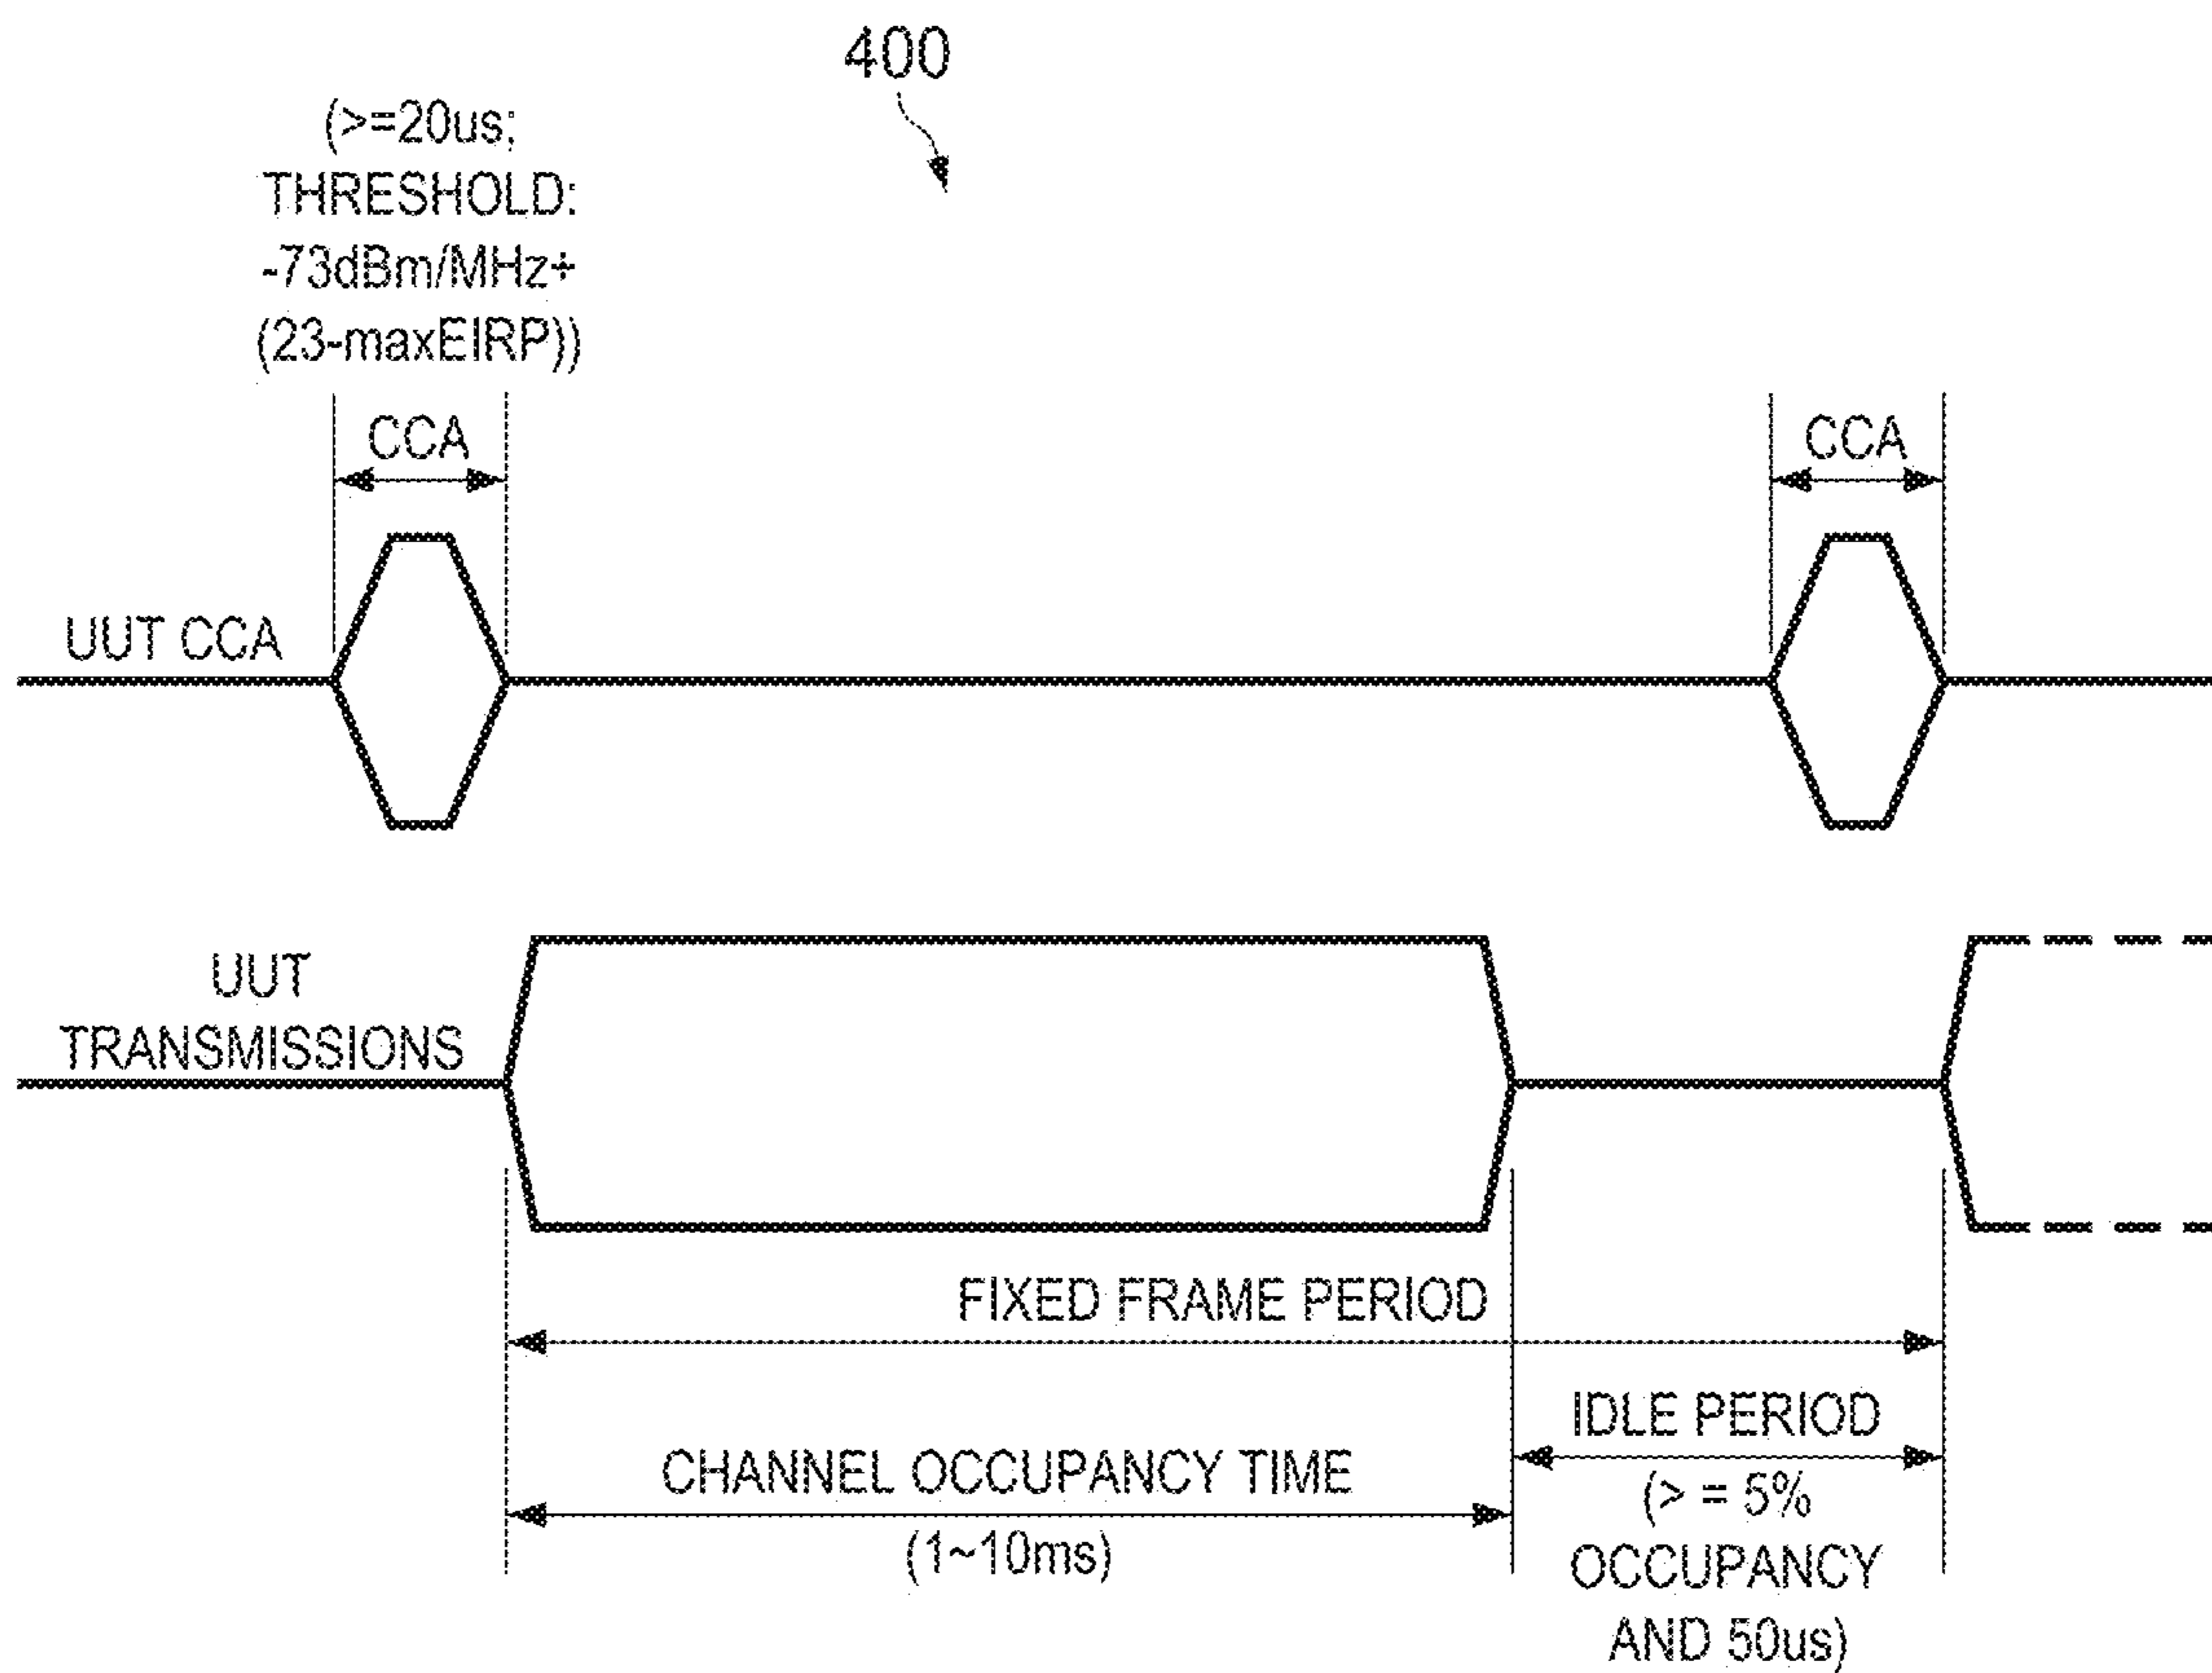 400
(>=20us;
THRESHOLD:
-73dBm/MHz+
(23-maxEIRP))
CCA
CCA
UUT CCA
UUT
TRANSMISSIONS
FIXED FRAME PERIOD
IDLE PERIOD
CHANNEL OCCUPANCY TIME
(> = 5%
(1~10ms)
OCCUPANCY
AND 50us)